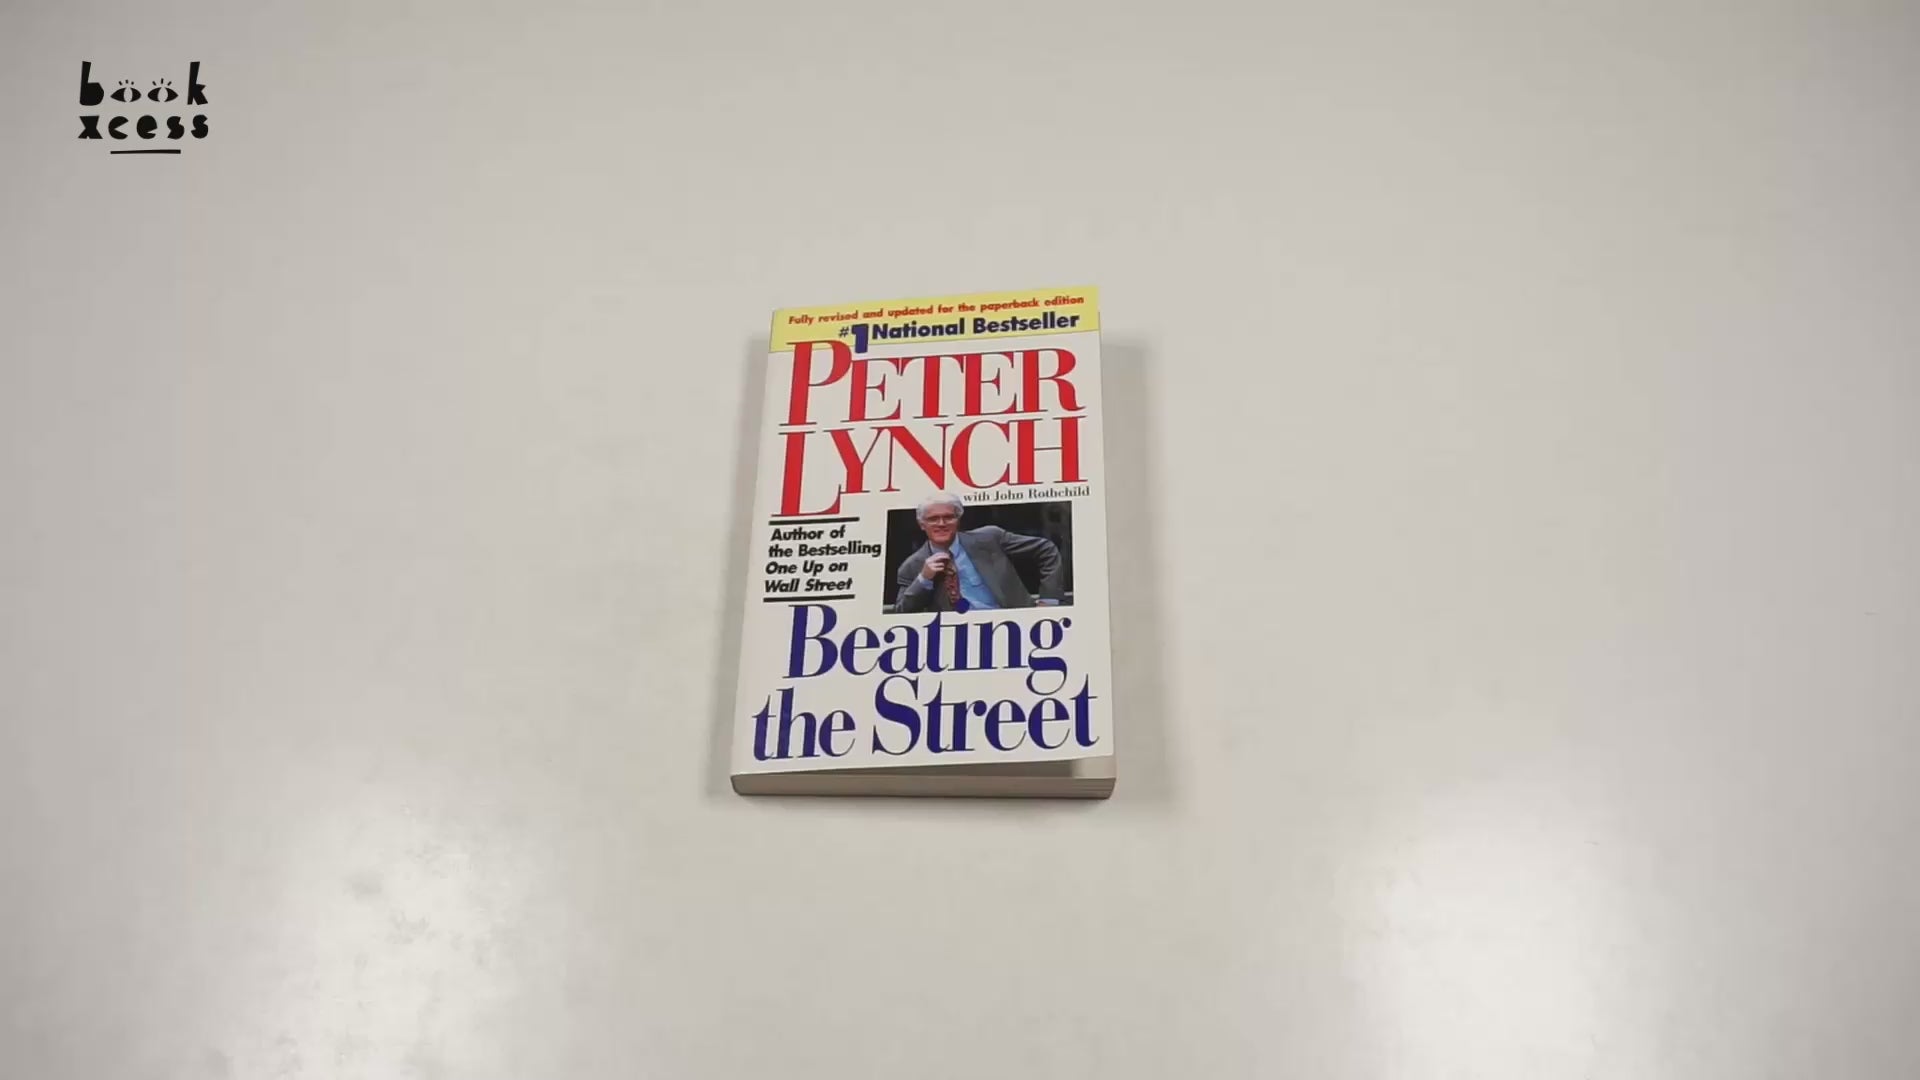 book
xcess
Fully revised and updated for the paperback edition
#1 National Bestseller
PETER
LYNCH
with John Rothchild
Author of
the Bestselling
One Up on
Wall Street
Beating
the Street